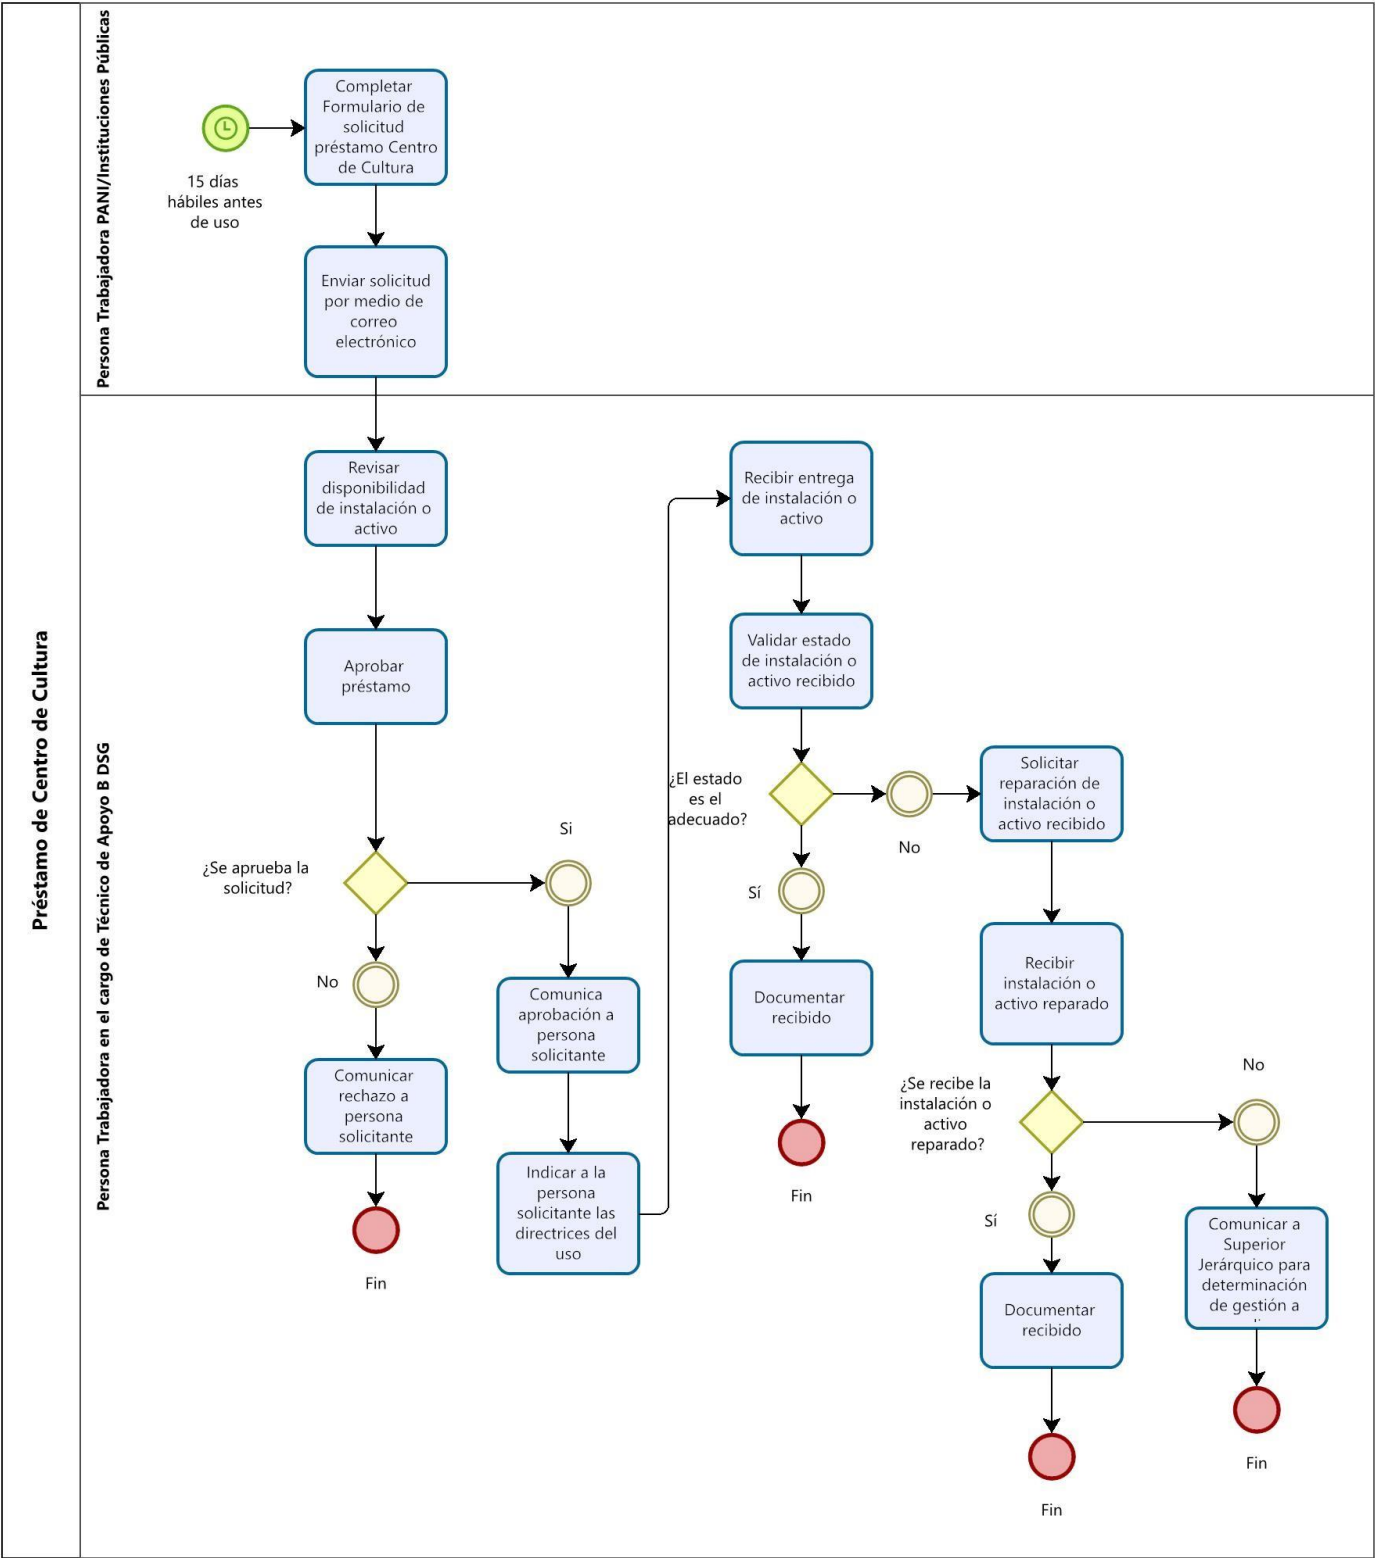 Préstamo de Centro de Cultura
Persona Trabajadora PANI/Instituciones Públicas
15 días
hábiles antes
de uso
Completar
Formulario de
solicitud
préstamo Centro
de Cultura
Enviar solicitud
por medio de
correo
electrónico
Persona Trabajadora en el cargo de Técnico de Apoyo B DSG
Revisar
disponibilidad
de instalación o
activo
Aprobar
préstamo
¿Se aprueba la
solicitud?
No
Comunicar
rechazo a
persona
solicitante
Fin
Si
Comunica
aprobación a
persona
solicitante
Indicar a la
persona
solicitante las
directrices del
uso
Recibir entrega
de instalación o
activo
Validar estado
de instalación o
activo recibido
¿El estado
es el
adecuado?
Sí
Documentar
recibido
Fin
No
Solicitar
reparación de
instalación o
activo recibido
Recibir
instalación o
activo reparado
¿Se recibe la
instalación o
activo
reparado?
Sí
Documentar
recibido
Fin
No
Comunicar a
Superior
Jerárquico para
determinación
de gestión a
Fin